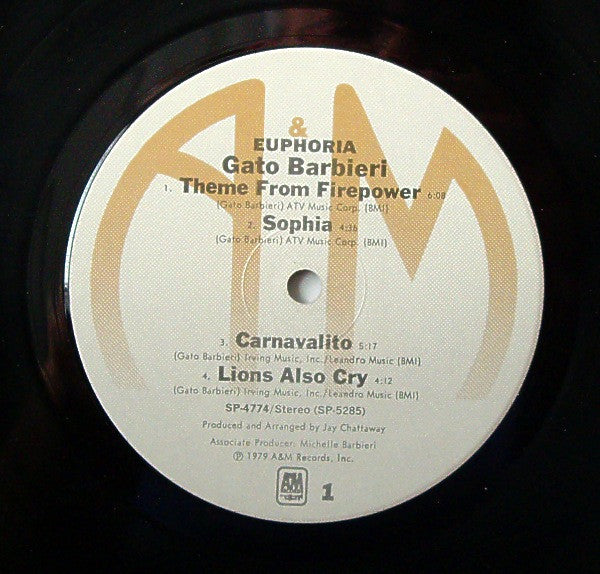 A&M
EUPHORIA
Gato Barbieri
1. Theme From Firepower 6:08
(Gato Barbieri) ATV Music Corp. (BMI)
2. Sophia 4:36
(Gato Barbieri) ATV Music Corp. (BMI)
3. Carnavalito 5:17
(Gato Barbieri) Irving Music, Inc./Leandro Music (BMI)
4. Lions Also Cry 4:12
(Gato Barbieri) Irving Music, Inc./Leandro Music (BMI)
SP-4774/Stereo (SP-5285)
Produced and Arranged by Jay Chattaway
Associate Producer: Michelle Barbieri
℗ 1979 A&M Records, Inc.
A&M 1